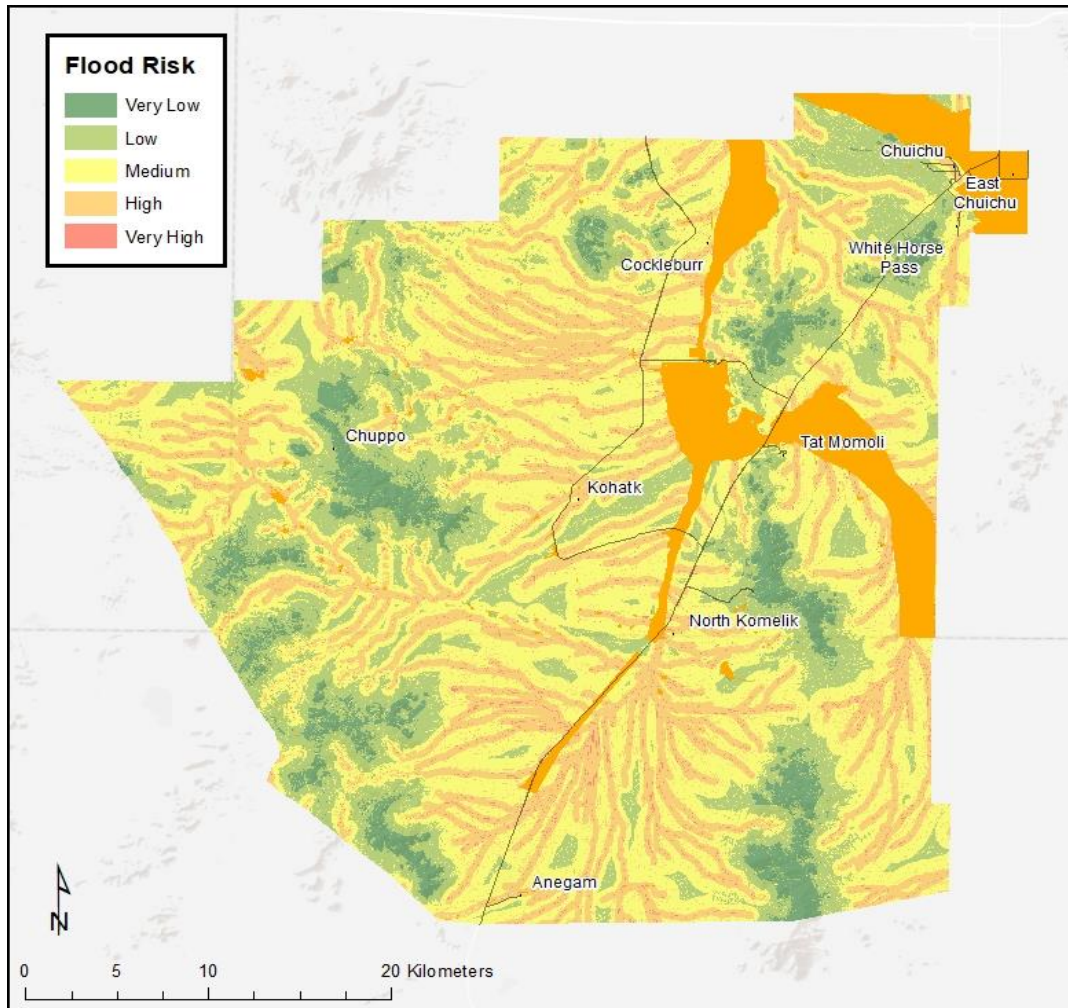 Flood Risk
Very Low
Low
Medium
High
Very High
Chuichu
East
Chuichu
White Horse
Pass
Cockleburr
Tat Momoli
Chuppo
Kohatk
North Komelik
Anegam
N
0 5 10 20 Kilometers